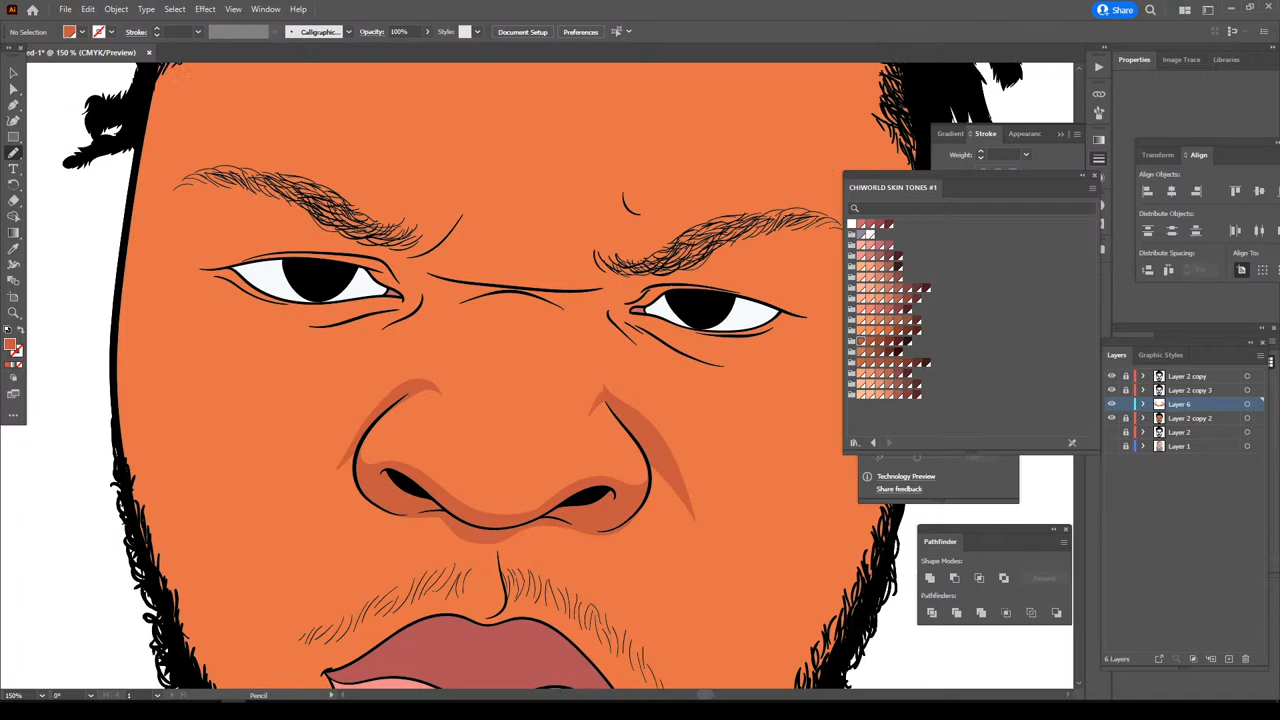 Ai File Edit Object Type Select Effect View Window Help Share
No Selection Stroke: Calligraphic... Opacity: 100% Style: Document Setup Preferences
ed-1* @ 150 % (CMYK/Preview) ×
Properties Image Trace Libraries
Gradient Stroke Appearanc
Weight:
Transform Align
Align Objects:
CHIWORLD SKIN TONES #1
Distribute Objects:
Distribute Spacing: Align To:
Layers Graphic Styles
Layer 2 copy
Layer 2 copy 3
Layer 6
Layer 2 copy 2
Layer 2
Layer 1
Technology Preview
Share feedback
Pathfinder
Shape Modes:
Expand
Pathfinders:
6 Layers
150% 0° 1 Pencil